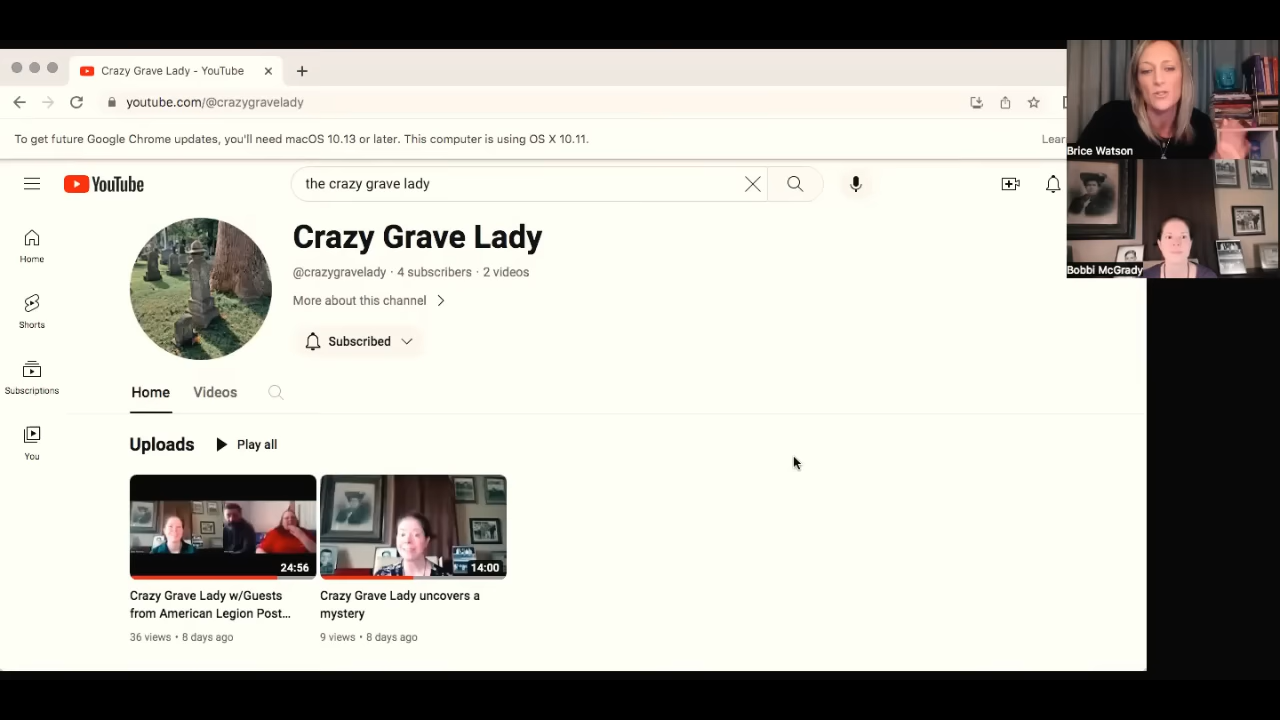 Crazy Grave Lady - YouTube
youtube.com/@crazygravelady
To get future Google Chrome updates, you'll need macOS 10.13 or later. This computer is using OS X 10.11.
Lear
Brice Watson
YouTube
the crazy grave lady
Bobbi McGrady
Home
Shorts
Subscriptions
You
Crazy Grave Lady
@crazygravelady · 4 subscribers · 2 videos
More about this channel
Subscribed
Home Videos
Uploads Play all
24:56
14:00
Crazy Grave Lady w/Guests
from American Legion Post...
36 views • 8 days ago
Crazy Grave Lady uncovers a
mystery
9 views • 8 days ago